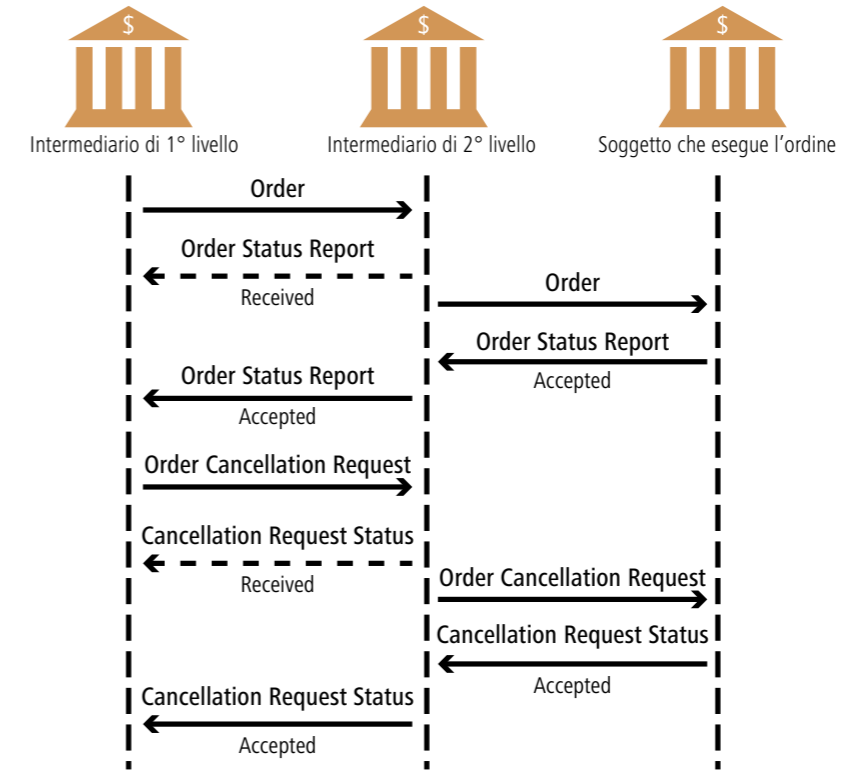 $ $ $
Intermediario di 1° livello Intermediario di 2° livello Soggetto che esegue l'ordine
Order
Order Status Report
Received
Order
Order Status Report
Accepted
Order Status Report
Accepted
Order Cancellation Request
Cancellation Request Status
Received
Order Cancellation Request
Cancellation Request Status
Accepted
Cancellation Request Status
Accepted